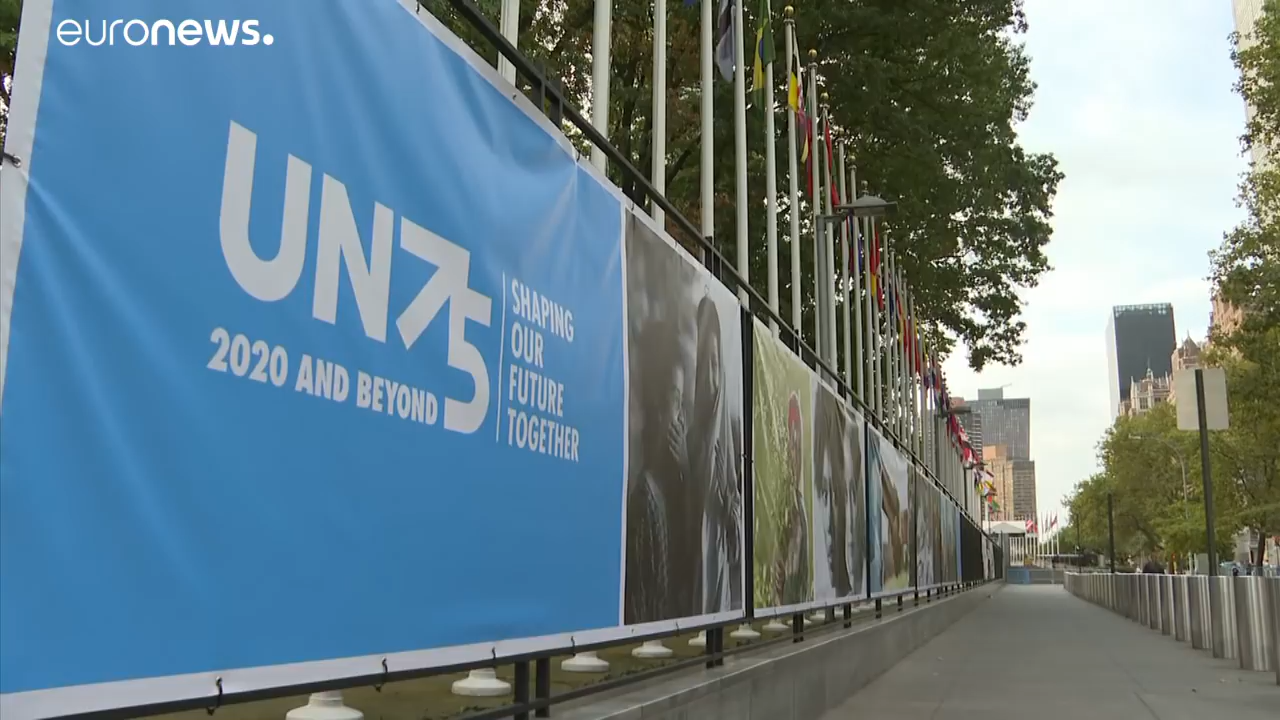 euronews.
UN75
2020 AND BEYOND
SHAPING
OUR
FUTURE
TOGETHER